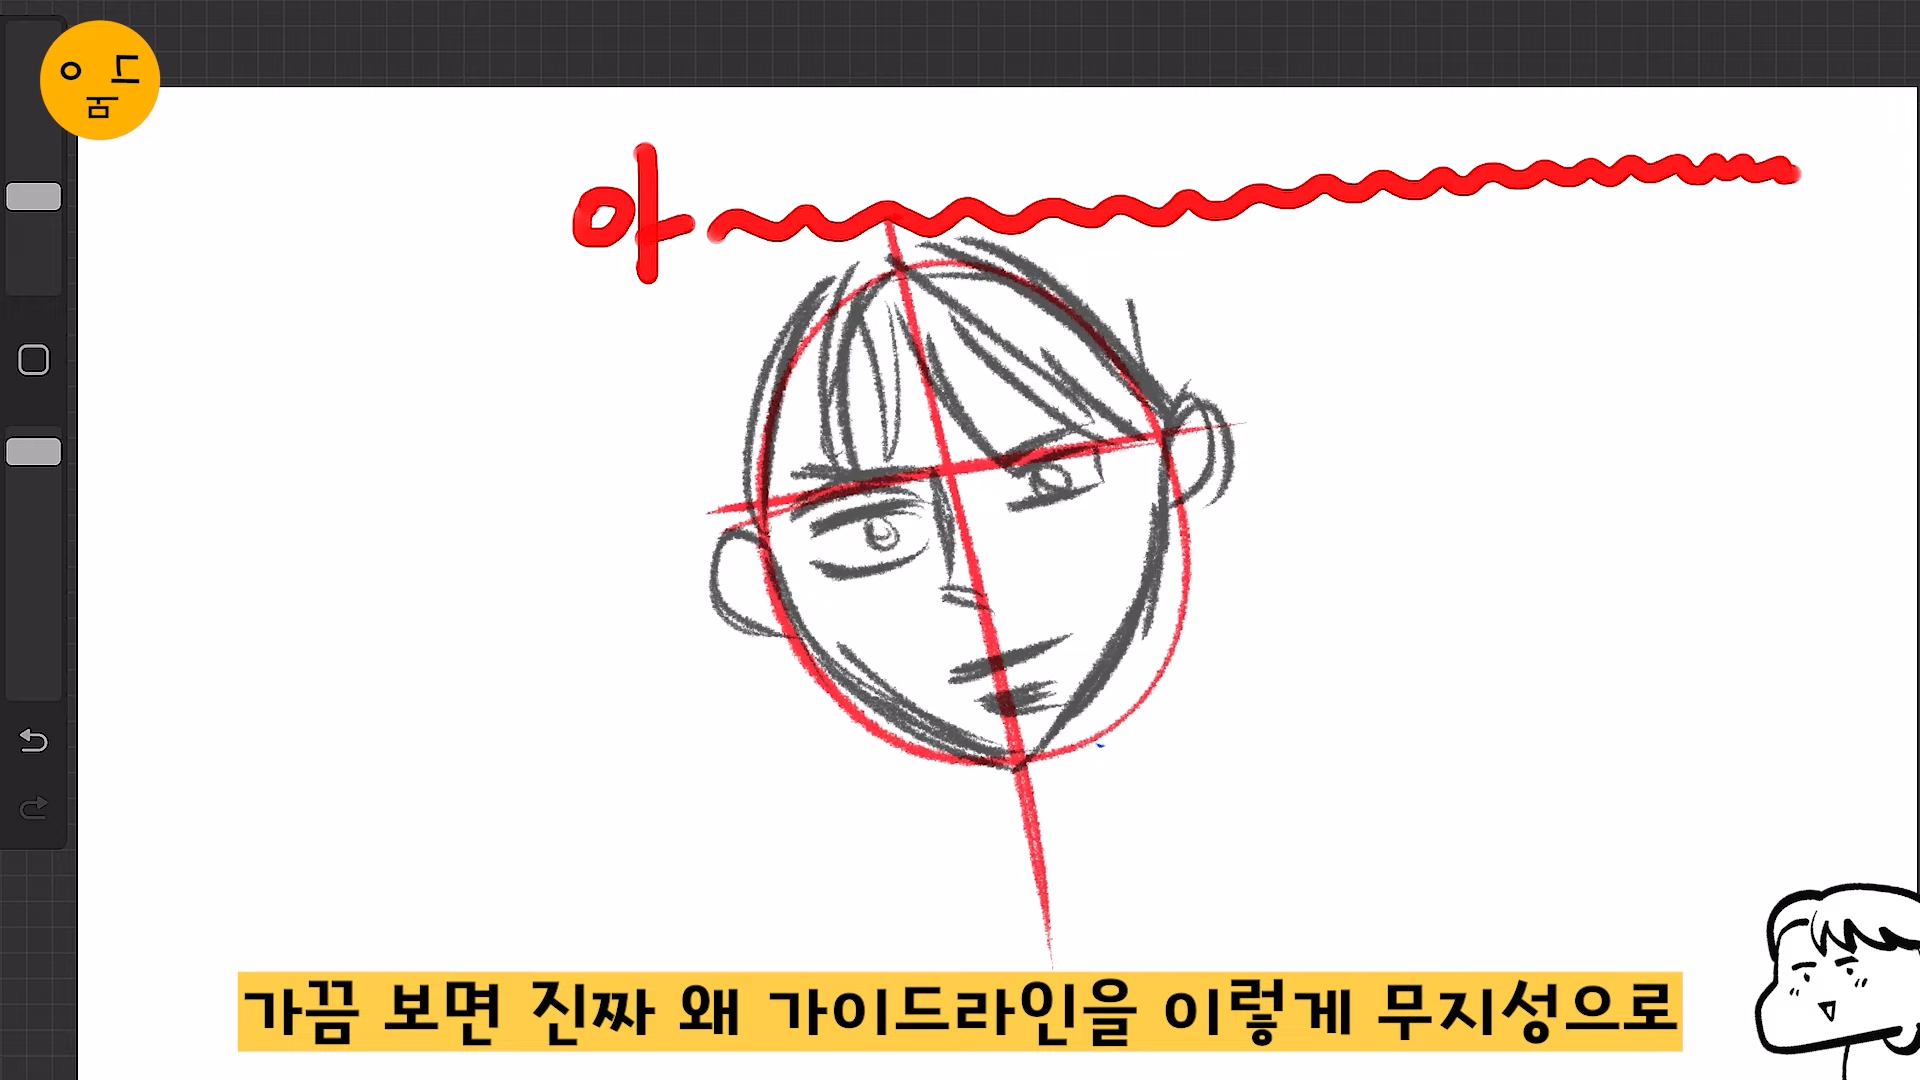 ㅇ ㄷ
ㅁ
아~
가끔 보면 진짜 왜 가이드라인을 이렇게 무지성으로